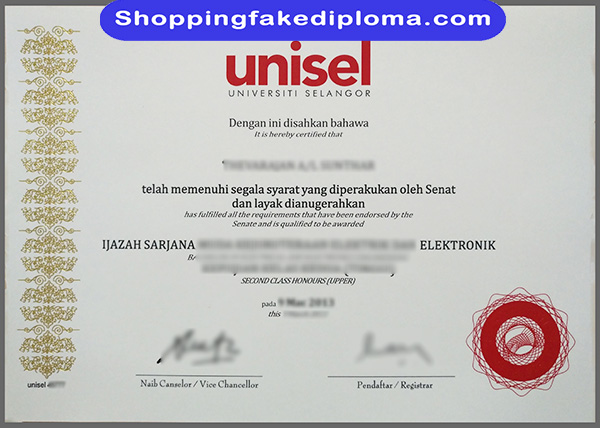 Shoppingfakediploma.com
unisel
UNIVERSITI SELANGOR
Dengan ini disahkan bahawa
It is hereby certified that
telah memenuhi segala syarat yang diperakukan oleh Senat
dan layak dianugerahkan
has fulfilled all the requirements that have been endorsed by the
Senate and is qualified to be awarded
IJAZAH SARJANA ELEKTRONIK
SECOND CLASS HONOURS (UPPER)
pada
this
Naib Canselor / Vice Chancellor
Pendaftar / Registrar
unisel